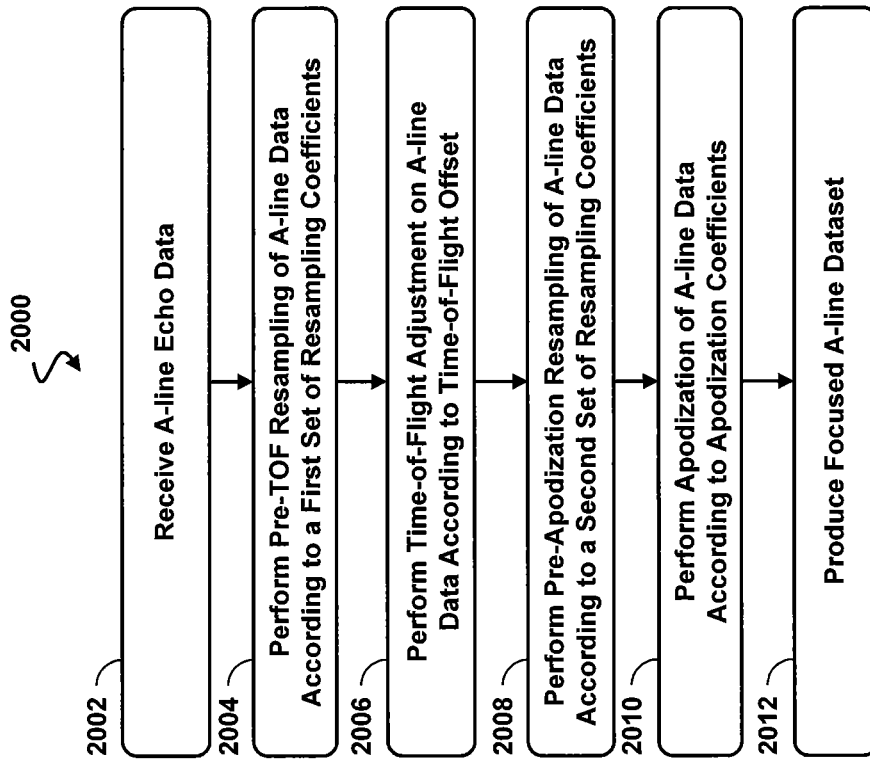 2000
2002
Receive A-line Echo Data
2004
Perform Pre-TOF Resampling of A-line Data
According to a First Set of Resampling Coefficients
2006
Perform Time-of-Flight Adjustment on A-line
Data According to Time-of-Flight Offset
2008
Perform Pre-Apodization Resampling of A-line Data
According to a Second Set of Resampling Coefficients
2010
Perform Apodization of A-line Data
According to Apodization Coefficients
2012
Produce Focused A-line Dataset